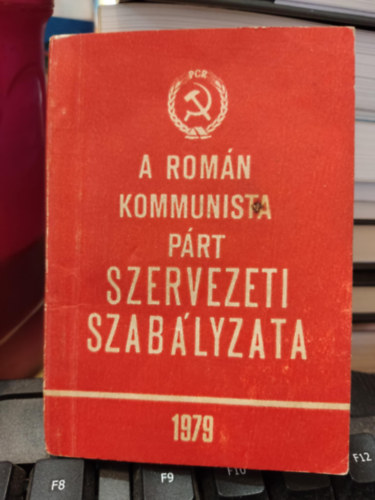 PCR
A ROMÁN
KOMMUNISTA
PÁRT
SZERVEZETI
SZABÁLYZATA
1979
F8
F9
F10
F12